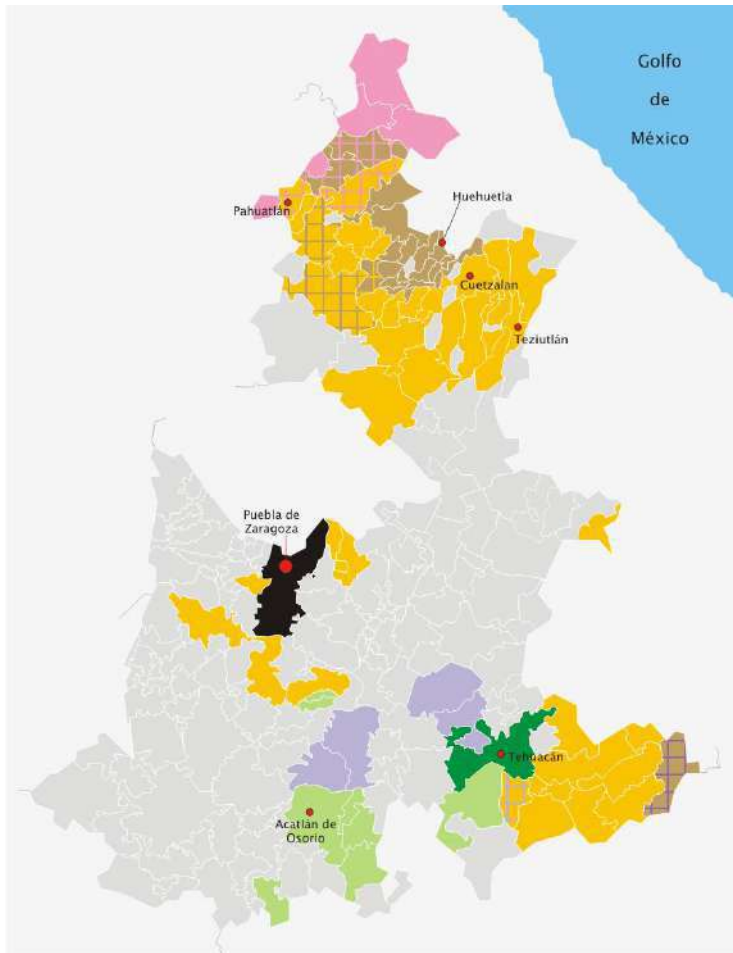 Golfo
de
México
Huehuetla
Pahuatlán
Cuetzalan
Teziutlán
Puebla de
Zaragoza
Tehuacán
Acatlán de
Osorio